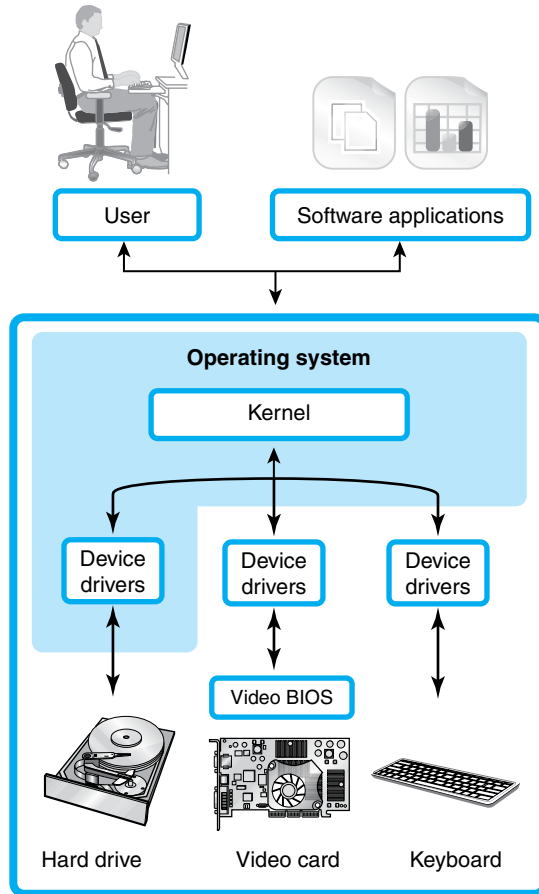 User
Software applications
Operating system
Kernel
Device
drivers
Device
drivers
Device
drivers
Video BIOS
Hard drive
Video card
Keyboard